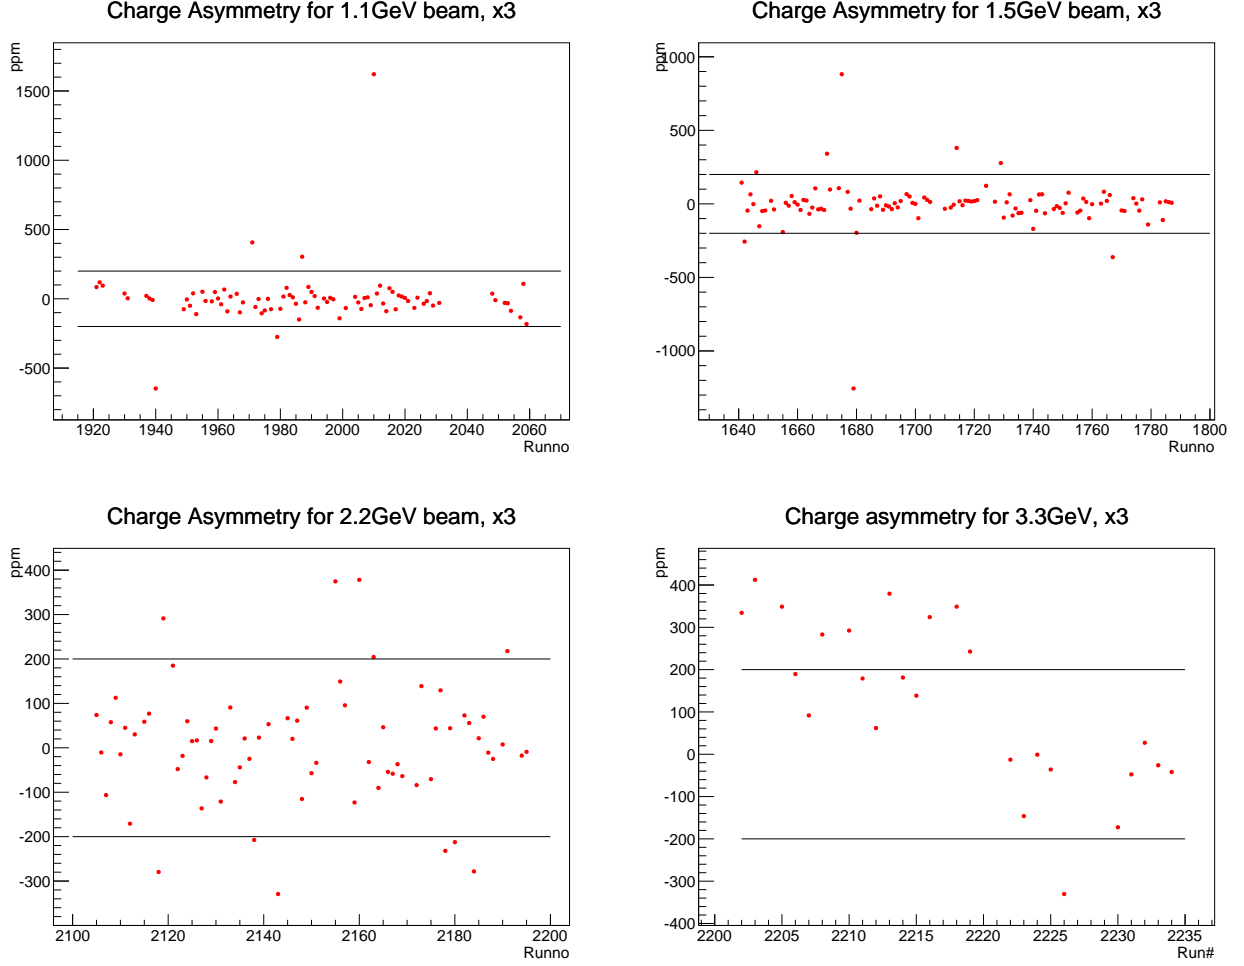 Charge Asymmetry for 1.1GeV beam, x3
ppm
1500
1000
500
0
-500
1920 1940 1960 1980 2000 2020 2040 2060
Runno
Charge Asymmetry for 1.5GeV beam, x3
ppm
1000
500
0
-500
-1000
1640 1660 1680 1700 1720 1740 1760 1780 1800
Runno
Charge Asymmetry for 2.2GeV beam, x3
ppm
400
300
200
100
0
-100
-200
-300
2100 2120 2140 2160 2180 2200
Runno
Charge asymmetry for 3.3GeV, x3
ppm
400
300
200
100
0
-100
-200
-300
-400
2200 2205 2210 2215 2220 2225 2230 2235
Run#